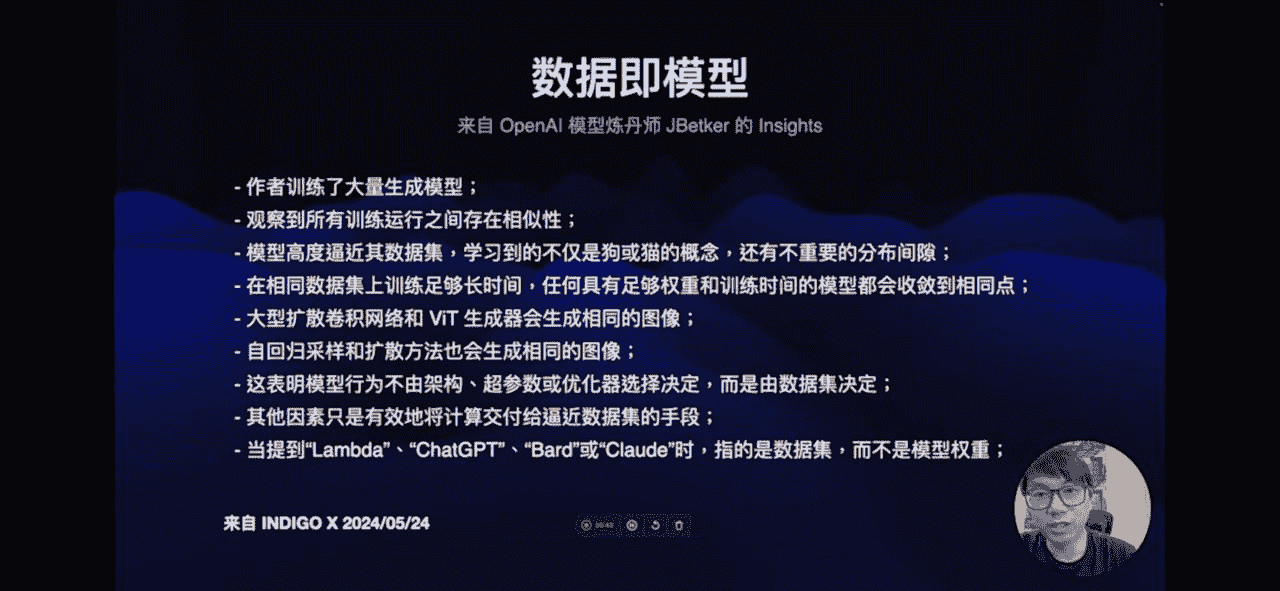 数据即模型
来自 OpenAI 模型炼丹师 JBetker 的 Insights
- 作者训练了大量生成模型；
- 观察到所有训练运行之间存在相似性；
- 模型高度逼近其数据集，学习到的不仅是狗或猫的概念，还有不重要的分布间隙；
- 在相同数据集上训练足够长时间，任何具有足够权重和训练时间的模型都会收敛到相同点；
- 大型扩散卷积网络和 ViT 生成器会生成相同的图像；
- 自回归采样和扩散方法也会生成相同的图像；
- 这表明模型行为不由架构、超参数或优化器选择决定，而是由数据集决定；
- 其他因素只是有效地将计算交付给逼近数据集的手段；
- 当提到“Lambda”、“ChatGPT”、“Bard”或“Claude”时，指的是数据集，而不是模型权重；
来自 INDIGO X 2024/05/24